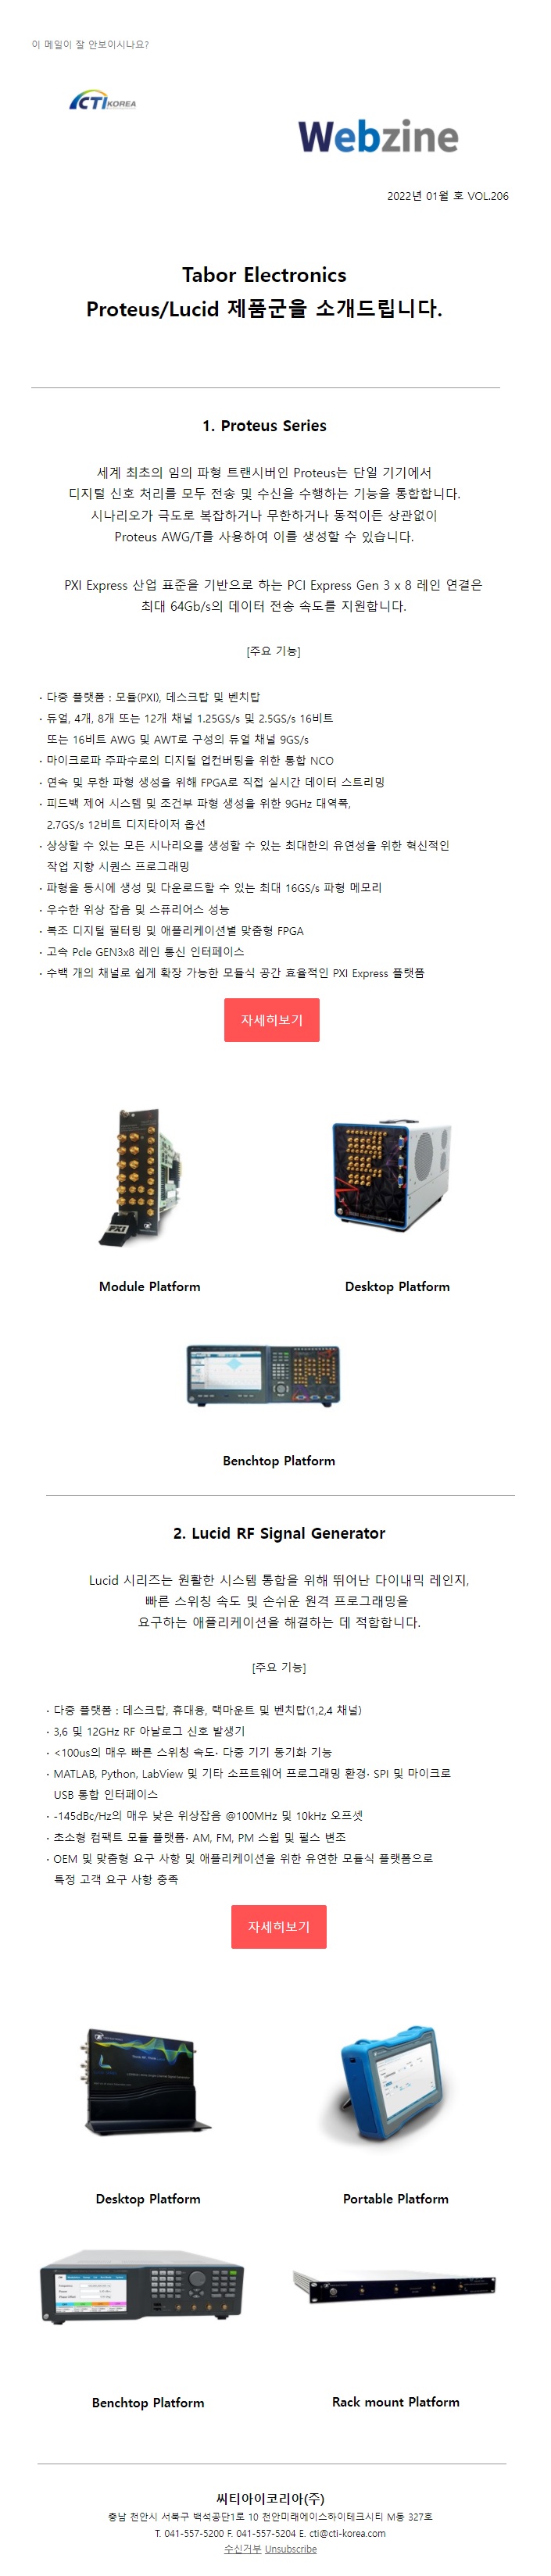 이 메일이 잘 안보이시나요?
CTI KOREA
Webzine
2022년 01월 호 VOL.206
Tabor Electronics
Proteus/Lucid 제품군을 소개드립니다.
1. Proteus Series
세계 최초의 임의 파형 트랜시버인 Proteus는 단일 기기에서
디지털 신호 처리를 모두 전송 및 수신을 수행하는 기능을 통합합니다.
시나리오가 극도로 복잡하거나 무한하거나 동적이든 상관없이
Proteus AWG/T를 사용하여 이를 생성할 수 있습니다.
PXI Express 산업 표준을 기반으로 하는 PCI Express Gen 3 x 8 레인 연결은
최대 64Gb/s의 데이터 전송 속도를 지원합니다.
[주요 기능]
· 다중 플랫폼 : 모듈(PXI), 데스크탑 및 벤치탑
· 듀얼, 4개, 8개 또는 12개 채널 1.25GS/s 및 2.5GS/s 16비트
또는 16비트 AWG 및 AWT로 구성의 듀얼 채널 9GS/s
· 마이크로파 주파수로의 디지털 업컨버팅을 위한 통합 NCO
· 연속 및 무한 파형 생성을 위해 FPGA로 직접 실시간 데이터 스트리밍
· 피드백 제어 시스템 및 조건부 파형 생성을 위한 9GHz 대역폭,
2.7GS/s 12비트 디지타이저 옵션
· 상상할 수 있는 모든 시나리오를 생성할 수 있는 최대한의 유연성을 위한 혁신적인
작업 지향 시퀀스 프로그래밍
· 파형을 동시에 생성 및 다운로드할 수 있는 최대 16GS/s 파형 메모리
· 우수한 위상 잡음 및 스퓨리어스 성능
· 복조 디지털 필터링 및 애플리케이션별 맞춤형 FPGA
· 고속 Pcle GEN3x8 레인 통신 인터페이스
· 수백 개의 채널로 쉽게 확장 가능한 모듈식 공간 효율적인 PXI Express 플랫폼
자세히보기
PXI
Module Platform
Desktop Platform
Benchtop Platform
2. Lucid RF Signal Generator
Lucid 시리즈는 원활한 시스템 통합을 위해 뛰어난 다이내믹 레인지,
빠른 스위칭 속도 및 손쉬운 원격 프로그래밍을
요구하는 애플리케이션을 해결하는 데 적합합니다.
[주요 기능]
· 다중 플랫폼 : 데스크탑, 휴대용, 랙마운트 및 벤치탑(1,2,4 채널)
· 3,6 및 12GHz RF 아날로그 신호 발생기
· <100us의 매우 빠른 스위칭 속도· 다중 기기 동기화 기능
· MATLAB, Python, LabView 및 기타 소프트웨어 프로그래밍 환경· SPI 및 마이크로
USB 통합 인터페이스
· -145dBc/Hz의 매우 낮은 위상잡음 @100MHz 및 10kHz 오프셋
· 초소형 컴팩트 모듈 플랫폼· AM, FM, PM 스윕 및 펄스 변조
· OEM 및 맞춤형 요구 사항 및 애플리케이션을 위한 유연한 모듈식 플랫폼으로
특정 고객 요구 사항 충족
자세히보기
Desktop Platform
Portable Platform
Benchtop Platform
Rack mount Platform
씨티아이코리아(주)
충남 천안시 서북구 백석공단1로 10 천안미래에이스하이테크시티 M동 327호
T. 041-557-5200 F. 041-557-5204 E. cti@cti-korea.com
수신거부 Unsubscribe